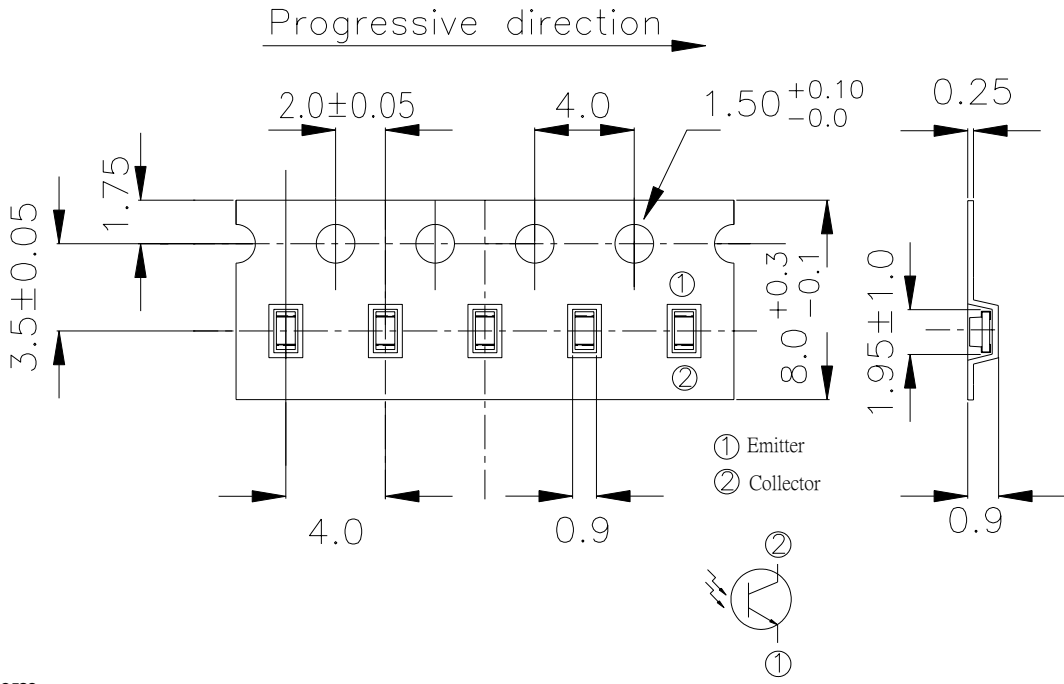 Progressive direction
2.0±0.05
4.0
1.50 +0.10 -0.0
0.25
1.75
3.5±0.05
①
②
8.0 +0.3 -0.1
1.95±1.0
① Emitter
② Collector
4.0
0.9
0.9
②
①